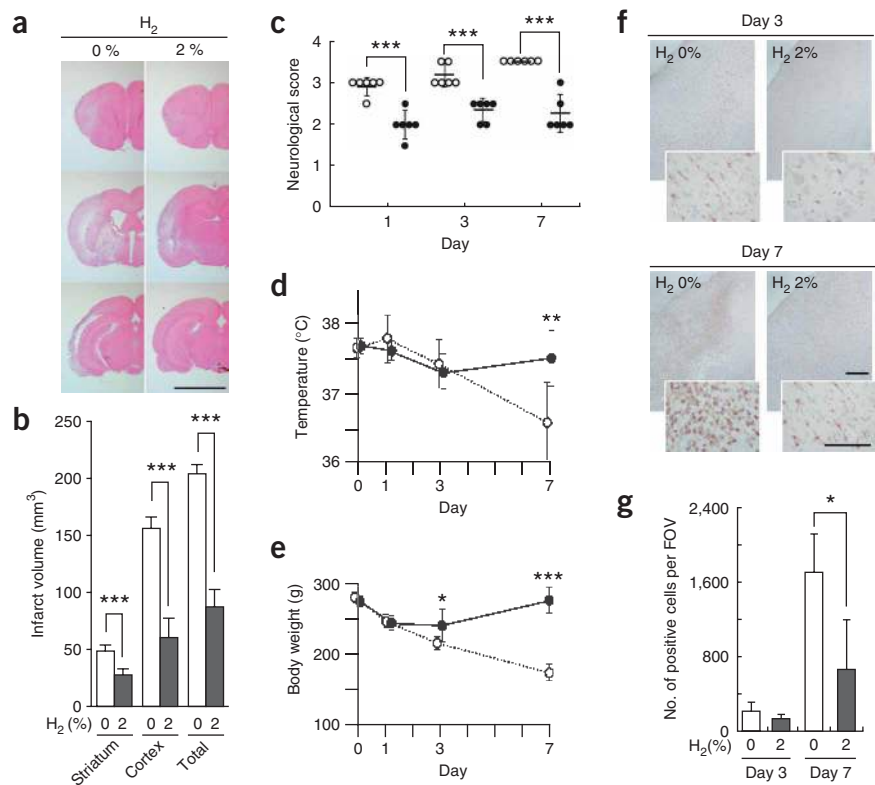 a
H2
0 %
2 %
b
Infarct volume (mm3)
250
200
150
100
50
0
***
***
***
H2 (%)
0 2 0 2 0 2
Striatum
Cortex
Total
c
Neurological score
4
3
2
1
0
***
***
***
1 3 7
Day
d
Temperature (°C)
38
37
36
**
0 1 3 7
Day
e
Body weight (g)
300
200
100
*
***
0 1 3 7
Day
f
Day 3
H2 0%
H2 2%
Day 7
H2 0%
H2 2%
g
No. of positive cells per FOV
2,400
1,600
800
0
*
H2(%)
0 2 0 2
Day 3
Day 7